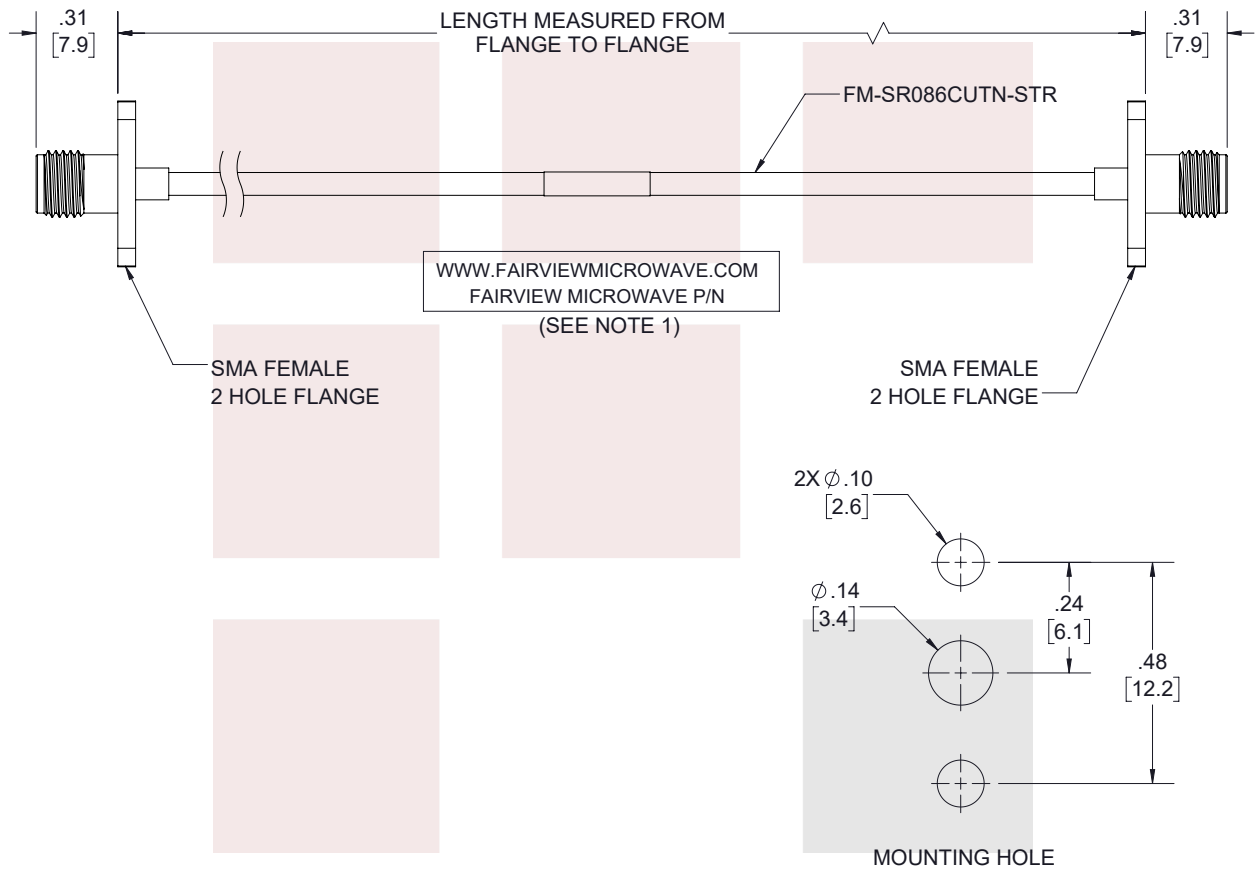 .31
[7.9]
LENGTH MEASURED FROM
FLANGE TO FLANGE
.31
[7.9]
FM-SR086CUTN-STR
WWW.FAIRVIEWMICROWAVE.COM
FAIRVIEW MICROWAVE P/N
(SEE NOTE 1)
SMA FEMALE
2 HOLE FLANGE
SMA FEMALE
2 HOLE FLANGE
2X ⌀.10
[2.6]
⌀.14
[3.4]
.24
[6.1]
.48
[12.2]
MOUNTING HOLE